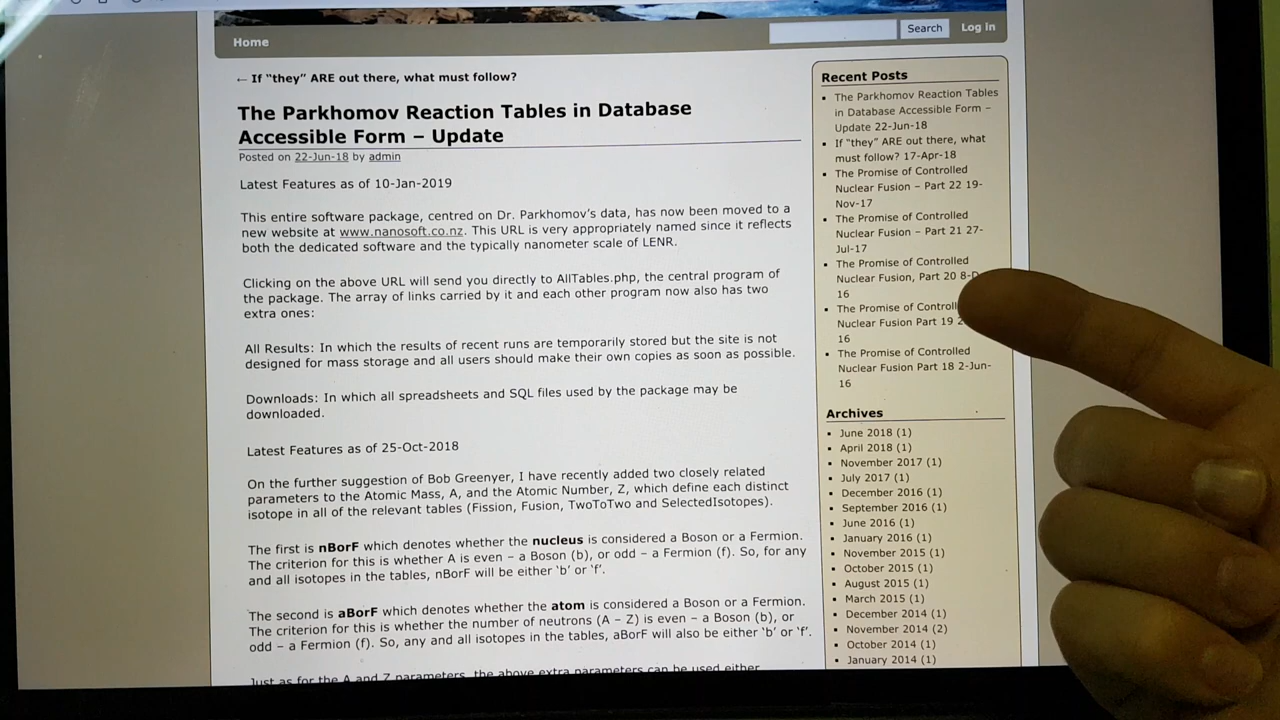 Home
Search
Log in
← If “they” ARE out there, what must follow?
The Parkhomov Reaction Tables in Database
Accessible Form – Update
Posted on 22-Jun-18 by admin
Latest Features as of 10-Jan-2019
This entire software package, centred on Dr. Parkhomov’s data, has now been moved to a
new website at www.nanosoft.co.nz. This URL is very appropriately named since it reflects
both the dedicated software and the typically nanometer scale of LENR.
Clicking on the above URL will send you directly to AllTables.php, the central program of
the package. The array of links carried by it and each other program now also has two
extra ones:
All Results: In which the results of recent runs are temporarily stored but the site is not
designed for mass storage and all users should make their own copies as soon as possible.
Downloads: In which all spreadsheets and SQL files used by the package may be
downloaded.
Latest Features as of 25-Oct-2018
On the further suggestion of Bob Greenyer, I have recently added two closely related
parameters to the Atomic Mass, A, and the Atomic Number, Z, which define each distinct
isotope in all of the relevant tables (Fission, Fusion, TwoToTwo and SelectedIsotopes).
The first is nBorF which denotes whether the nucleus is considered a Boson or a Fermion.
The criterion for this is whether A is even – a Boson (b), or odd – a Fermion (f). So, for any
and all isotopes in the tables, nBorF will be either ‘b’ or ‘f’.
The second is aBorF which denotes whether the atom is considered a Boson or a Fermion.
The criterion for this is whether the number of neutrons (A – Z) is even – a Boson (b), or
odd – a Fermion (f). So, any and all isotopes in the tables, aBorF will also be either ‘b’ or ‘f’.
Just as for the A and Z parameters, the above extra parameters can be used either
Recent Posts
The Parkhomov Reaction Tables
in Database Accessible Form –
Update 22-Jun-18
If “they” ARE out there, what
must follow? 17-Apr-18
The Promise of Controlled
Nuclear Fusion – Part 22 19-
Nov-17
The Promise of Controlled
Nuclear Fusion – Part 21 27-
Jul-17
The Promise of Controlled
Nuclear Fusion, Part 20 8-
16
The Promise of
Nuclear Fusion Part 19
16
The Promise of Controlled
Nuclear Fusion Part 18 2-Jun-
16
Archives
June 2018 (1)
April 2018 (1)
November 2017 (1)
July 2017 (1)
December 2016 (1)
September 2016 (1)
June 2016 (1)
January 2016 (1)
November 2015 (1)
October 2015 (1)
August 2015 (1)
March 2015 (1)
December 2014 (1)
November 2014 (2)
October 2014 (1)
January 2014 (1)